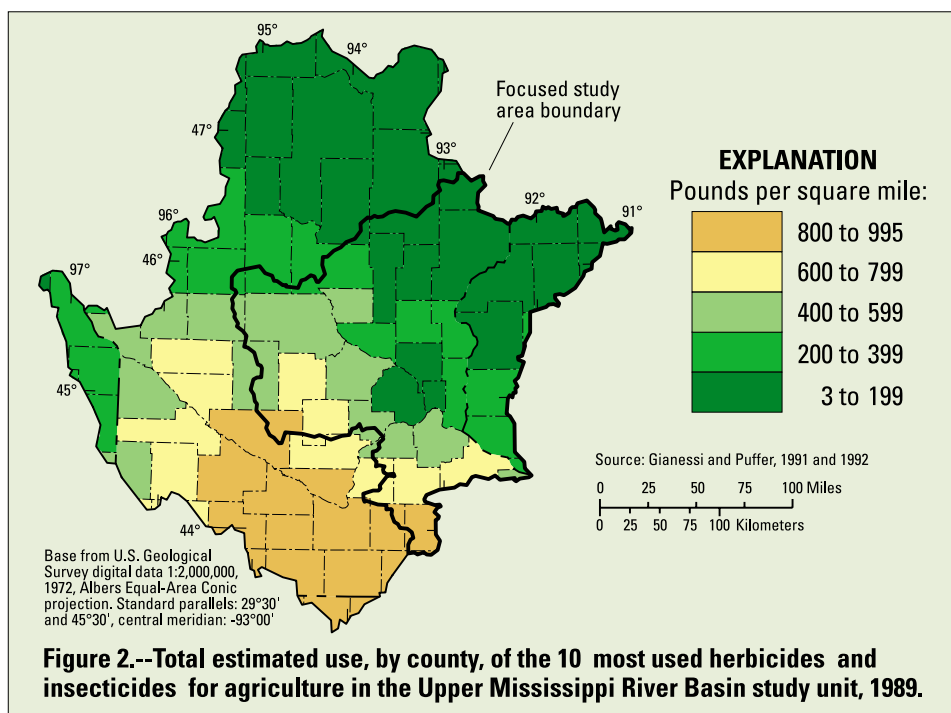 95°
94°
Focused study
area boundary
47°
93°
EXPLANATION
Pounds per square mile:
92°
91°
96°
800 to 995
46°
97°
600 to 799
400 to 599
200 to 399
45°
3 to 199
Source: Gianessi and Puffer, 1991 and 1992
0 25 50 75 100 Miles
0 25 50 75 100 Kilometers
44°
Base from U.S. Geological
Survey digital data 1:2,000,000,
1972, Albers Equal-Area Conic
projection. Standard parallels: 29°30'
and 45°30', central meridian: -93°00'
Figure 2.--Total estimated use, by county, of the 10 most used herbicides and
insecticides for agriculture in the Upper Mississippi River Basin study unit, 1989.